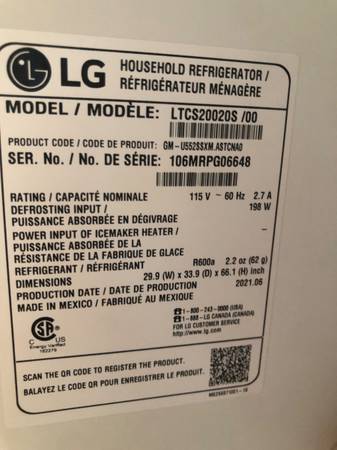 LG
HOUSEHOLD REFRIGERATOR /
RÉFRIGÉRATEUR MÉNAGÈRE
MODEL / MODÈLE: LTCS20020S /00
PRODUCT CODE / CODE DE PRODUIT: GM-U552SSXM.ASTCNA0
SER. No. / No. DE SÉRIE: 106MRPG06648
RATING / CAPACITÉ NOMINALE 115 V ~ 60 Hz 2.7 A
DEFROSTING INPUT / 198 W
PUISSANCE ABSORBÉE EN DÉGIVRAGE
POWER INPUT OF ICEMAKER HEATER / –
PUISSANCE ABSORBÉE DE LA
RÉSISTANCE DE LA FABRIQUE DE GLACE
REFRIGERANT / RÉFRIGÉRANT R600a 2.2 oz (62 g)
DIMENSIONS 29.9 (W) x 33.9 (D) x 66.1 (H) inch
PRODUCTION DATE / DATE DE PRODUCTION 2021.06
MADE IN MEXICO / FABRIQUÉ AU MEXIQUE
1-800-243-0000 (USA)
1-888-LG CANADA (CANADA)
FOR LG CUSTOMER SERVICE
www.lg.com
C US
Energy Verified
SCAN THE QR CODE TO REGISTER THE PRODUCT.
BALAYEZ LE CODE QR POUR ENREGISTRER LE PRODUIT.